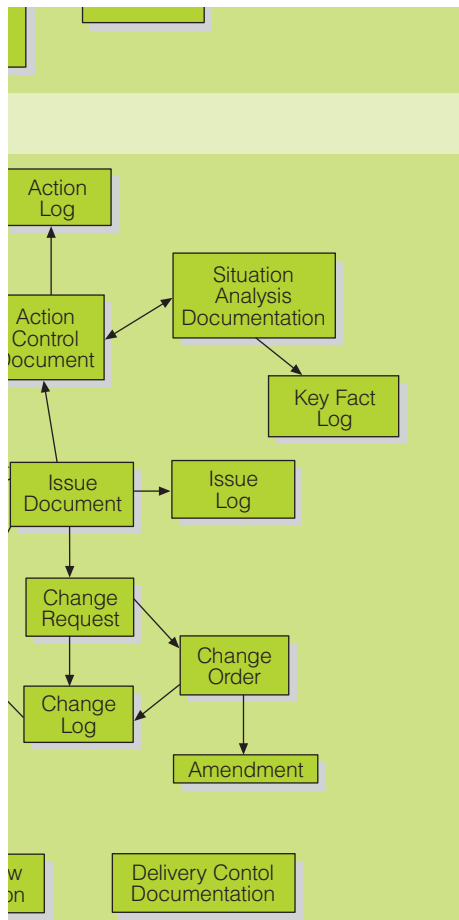 Action
Log
Situation
Analysis
Documentation
Action
Control
Document
Key Fact
Log
Issue
Document
Issue
Log
Change
Request
Change
Order
Change
Log
Amendment
Delivery Contol
Documentation